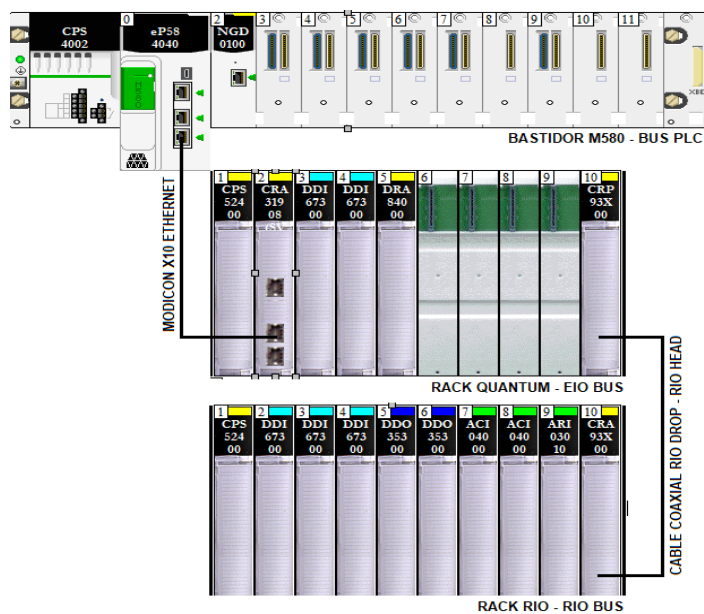 0 2 3 4 5 6 7 8 9 10 11
CPS
4002
eP58
4040
NGD
0100
BASTIDOR M580 - BUS PLC
MODICON X10 ETHERNET
1 2 3 4 5 6 7 8 9 10
CPS
524
00
CRA
319
08
DDI
673
00
DDI
673
00
DRA
840
00
CRP
93X
00
RACK QUANTUM - EIO BUS
CABLE COAXIAL RIO DROP - RIO HEAD
1 2 3 4 5 6 7 8 9 10
CPS
524
00
DDI
673
00
DDI
673
00
DDI
673
00
DDO
353
00
DDO
353
00
ACI
040
00
ACI
040
00
ARI
030
10
CRA
93X
00
RACK RIO - RIO BUS